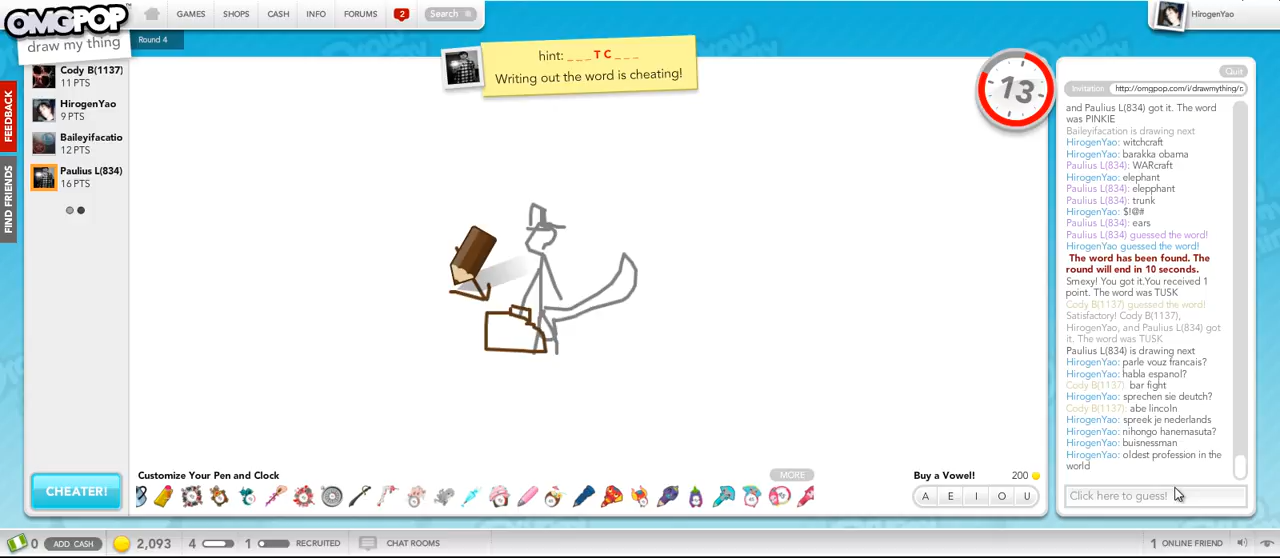 OMGPOP™
draw my thing
GAMES SHOPS CASH INFO FORUMS 2 Search
HirogenYao
Round 4
FEEDBACK
FIND FRIENDS
Cody B(1137)
11 PTS
HirogenYao
9 PTS
Baileyifacatio
12 PTS
Paulius L(834)
16 PTS
hint: _ _ _ T C _ _ _
Writing out the word is cheating!
13
Quit
Invitation http://omgpop.com/i/drawmything/r
and Paulius L(834) got it. The word
was PINKIE
Baileyifacation is drawing next
HirogenYao: witchcraft
HirogenYao: barakka obama
Paulius L(834): WARcraft
HirogenYao: elephant
Paulius L(834): elepphant
Paulius L(834): trunk
HirogenYao: $!@#
Paulius L(834): ears
Paulius L(834) guessed the word!
HirogenYao guessed the word!
The word has been found. The
round will end in 10 seconds.
Smexy! You got it.You received 1
point. The word was TUSK
Cody B(1137) guessed the word!
Satisfactory! Cody B(1137),
HirogenYao, and Paulius L(834) got
it. The word was TUSK
Paulius L(834) is drawing next
HirogenYao: parle vouz francais?
HirogenYao: habla espanol?
Cody B(1137): bar fight
HirogenYao: sprechen sie deutch?
Cody B(1137): abe lincoln
HirogenYao: spreek je nederlands
HirogenYao: nihongo hanemasuta?
HirogenYao: buisnessman
HirogenYao: oldest profession in the
world
Click here to guess!
CHEATER!
Customize Your Pen and Clock
MORE
Buy a Vowel! 200
A E I O U
0 ADD CASH 2,093 4 1 RECRUITED CHAT ROOMS 1 ONLINE FRIEND